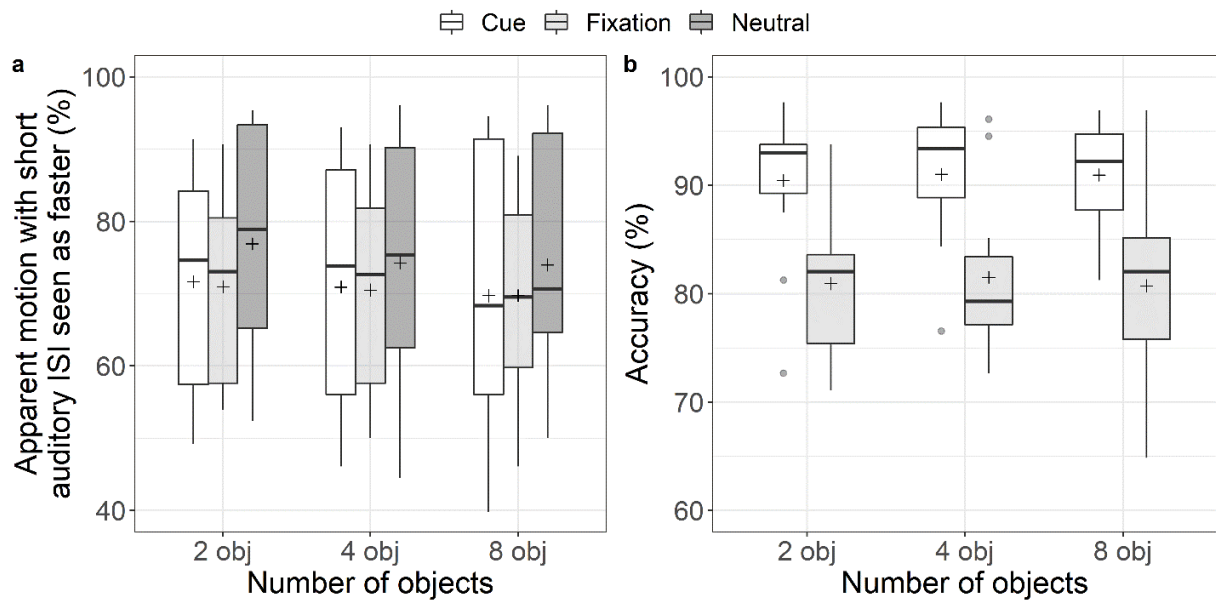 Cue Fixation Neutral
a
b
Apparent motion with short
auditory ISI seen as faster (%)
100
80
60
40
2 obj 4 obj 8 obj
Number of objects
Accuracy (%)
100
90
80
70
60
2 obj 4 obj 8 obj
Number of objects